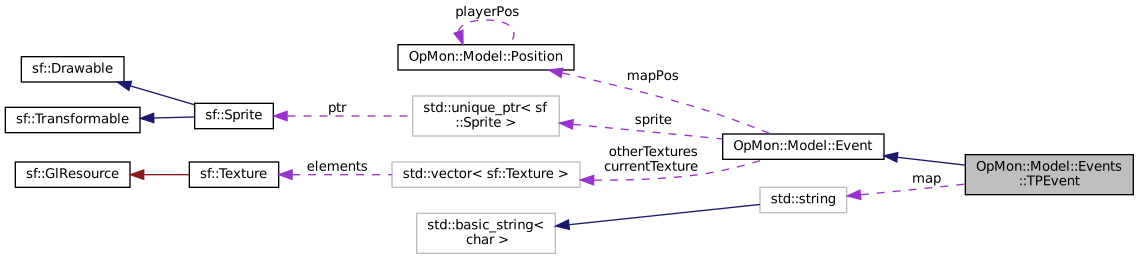 playerPos
OpMon::Model::Position
sf::Drawable
mapPos
sf::Transformable
sf::Sprite
ptr
std::unique_ptr< sf
::Sprite >
sprite
OpMon::Model::Event
otherTextures
currentTexture
sf::GlResource
sf::Texture
elements
std::vector< sf::Texture >
OpMon::Model::Events
::TPEvent
map
std::string
std::basic_string<
char >